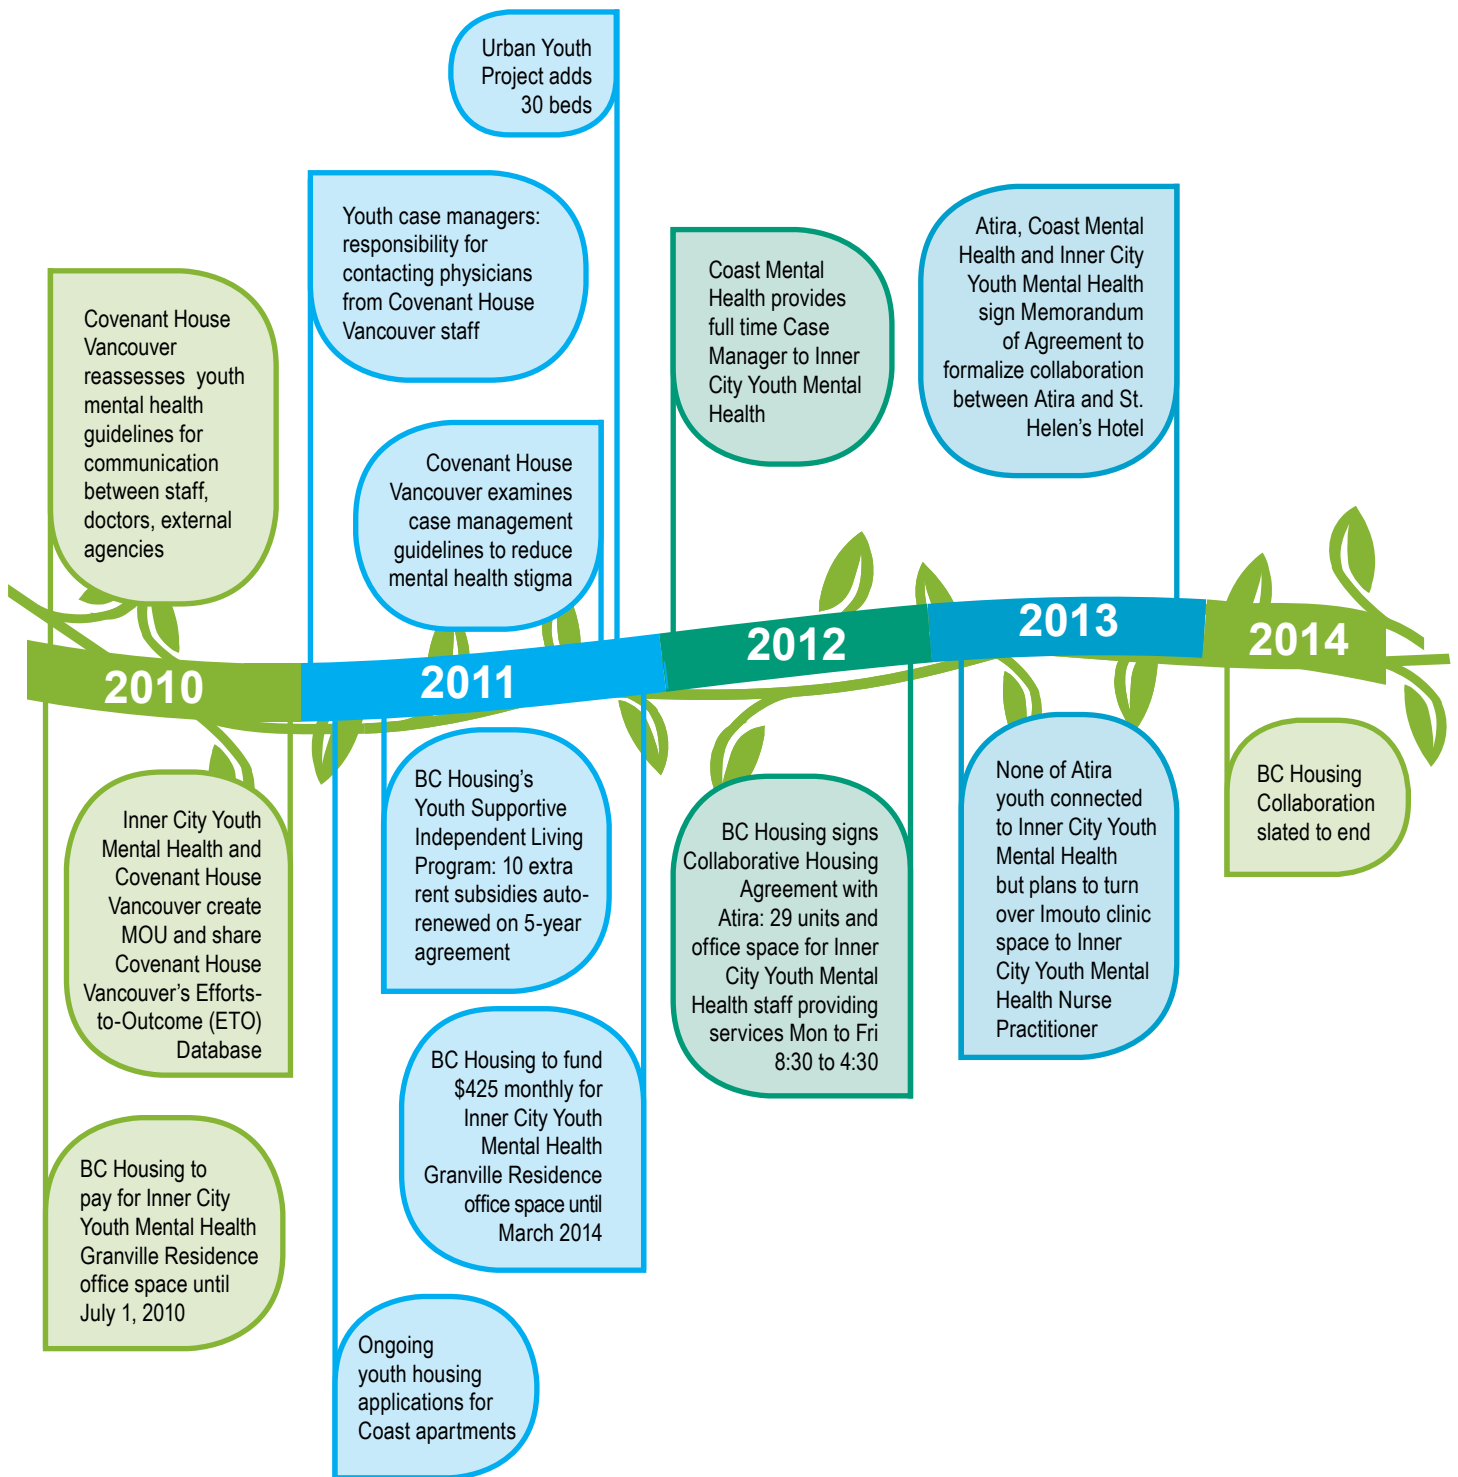 Urban Youth
Project adds
30 beds
Youth case managers:
responsibility for
contacting physicians
from Covenant House
Vancouver staff
Atira, Coast Mental
Health and Inner City
Youth Mental Health
sign Memorandum
of Agreement to
formalize collaboration
between Atira and St.
Helen's Hotel
Coast Mental
Health provides
full time Case
Manager to Inner
City Youth Mental
Health
Covenant House
Vancouver
reassesses youth
mental health
guidelines for
communication
between staff,
doctors, external
agencies
Covenant House
Vancouver examines
case management
guidelines to reduce
mental health stigma
2010
2011
2012
2013
2014
Inner City Youth
Mental Health and
Covenant House
Vancouver create
MOU and share
Covenant House
Vancouver's Efforts-
to-Outcome (ETO)
Database
BC Housing's
Youth Supportive
Independent Living
Program: 10 extra
rent subsidies auto-
renewed on 5-year
agreement
BC Housing signs
Collaborative Housing
Agreement with
Atira: 29 units and
office space for Inner
City Youth Mental
Health staff providing
services Mon to Fri
8:30 to 4:30
None of Atira
youth connected
to Inner City Youth
Mental Health
but plans to turn
over Imouto clinic
space to Inner
City Youth Mental
Health Nurse
Practitioner
BC Housing
Collaboration
slated to end
BC Housing to fund
$425 monthly for
Inner City Youth
Mental Health
Granville Residence
office space until
March 2014
BC Housing to
pay for Inner City
Youth Mental Health
Granville Residence
office space until
July 1, 2010
Ongoing
youth housing
applications for
Coast apartments